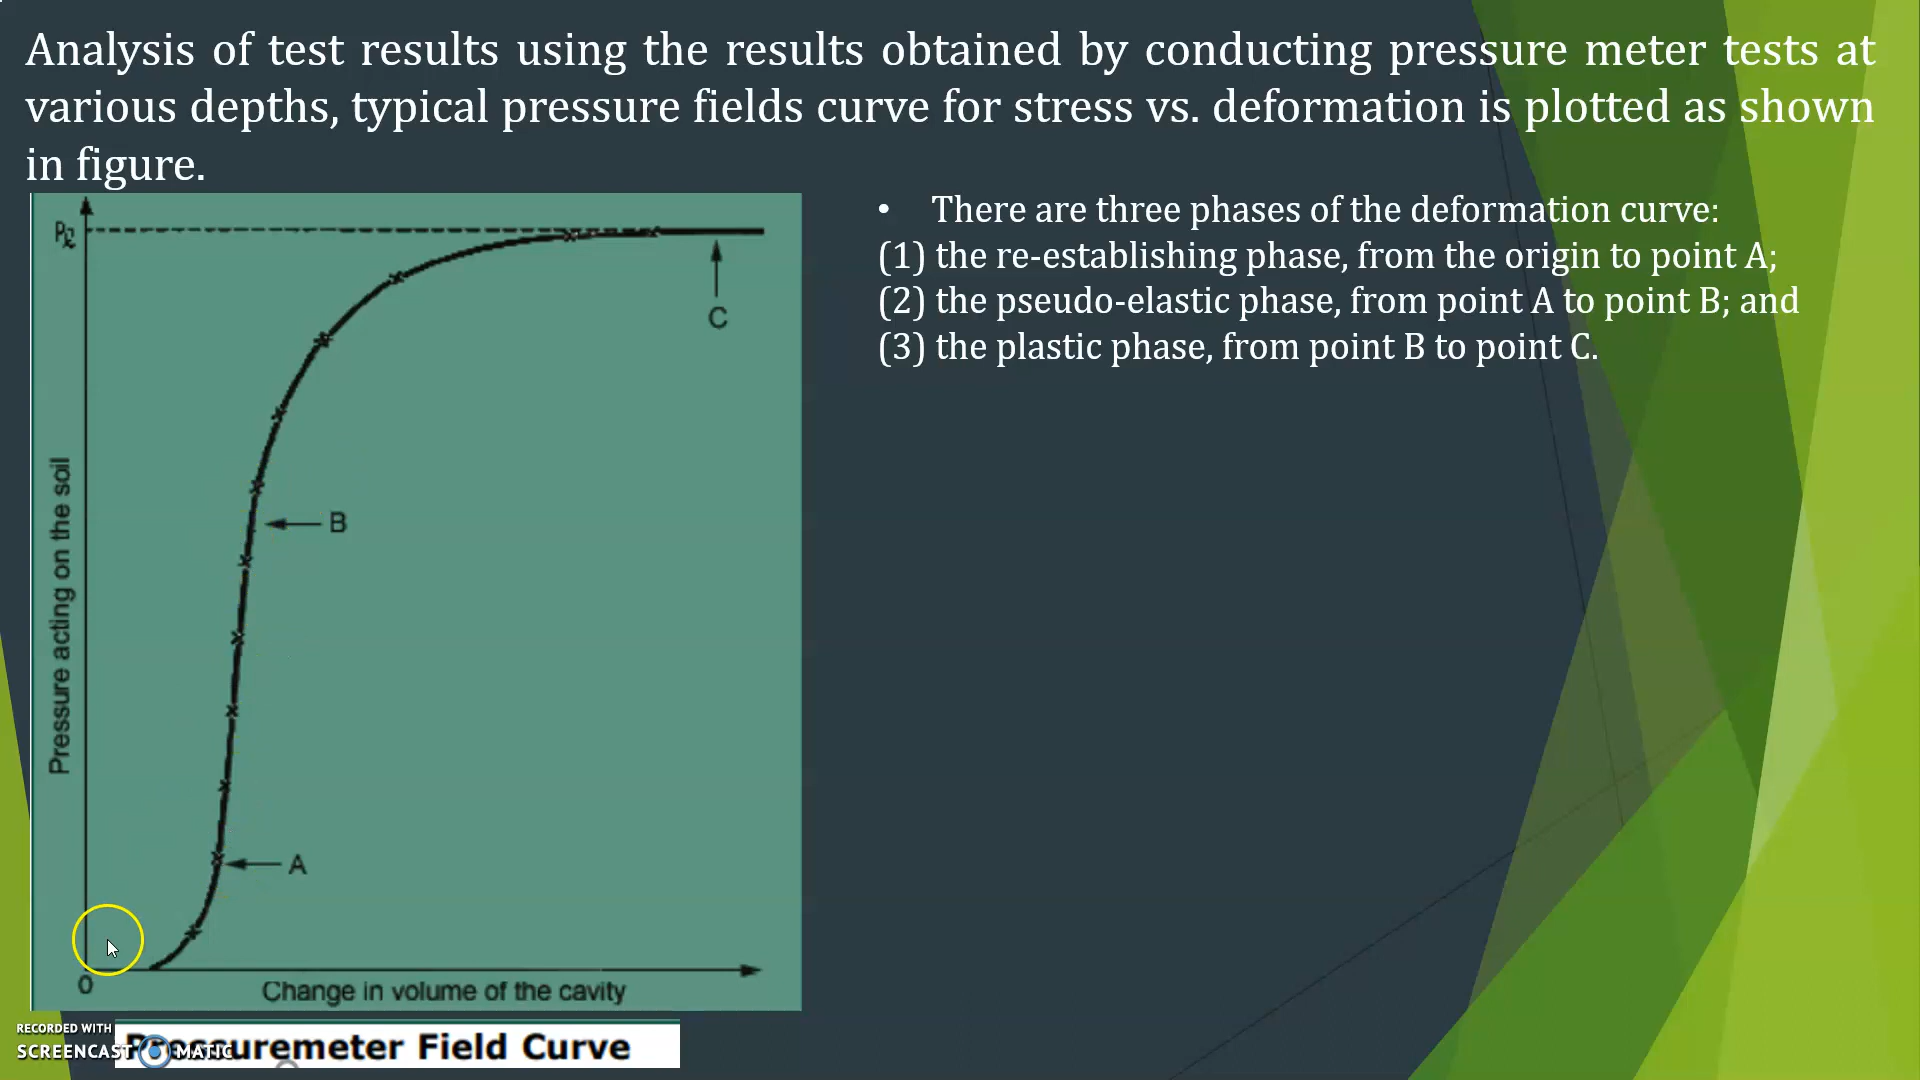 Analysis of test results using the results obtained by conducting pressure meter tests at
various depths, typical pressure fields curve for stress vs. deformation is plotted as shown
in figure.
• There are three phases of the deformation curve:
(1) the re-establishing phase, from the origin to point A;
(2) the pseudo-elastic phase, from point A to point B; and
(3) the plastic phase, from point B to point C.
C
B
A
Pressure acting on the soil
0
Change in volume of the cavity
Pressuremeter Field Curve
RECORDED WITH
SCREENCAST MATIC